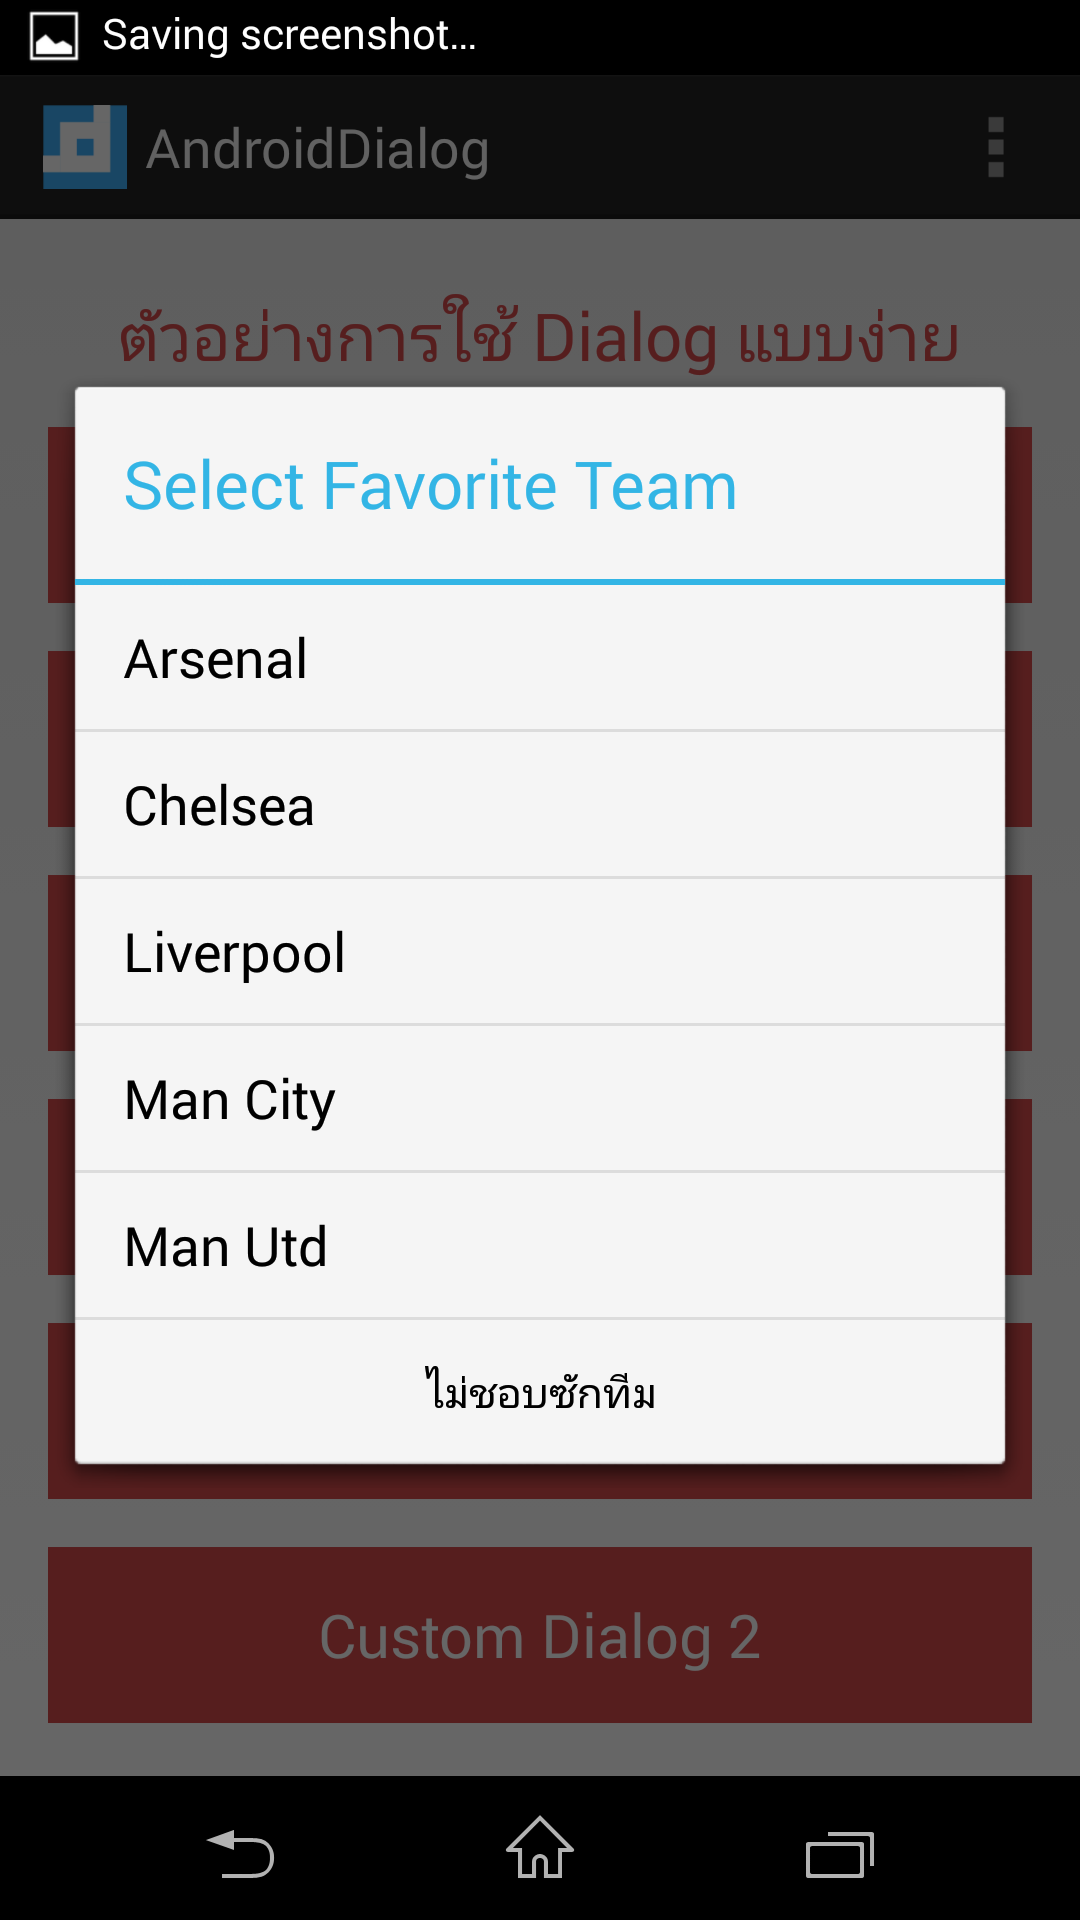 Saving screenshot...
AndroidDialog
ตัวอย่างการใช้ Dialog แบบง่าย
Select Favorite Team
Arsenal
Chelsea
Liverpool
Man City
Man Utd
ไม่ชอบซักทีม
Custom Dialog 2